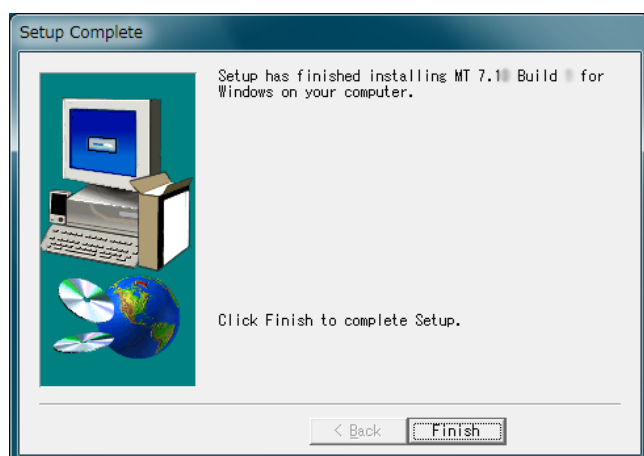 Setup Complete
Setup has finished installing MT 7.1 Build for
Windows on your computer.
Click Finish to complete Setup.
< Back
Finish